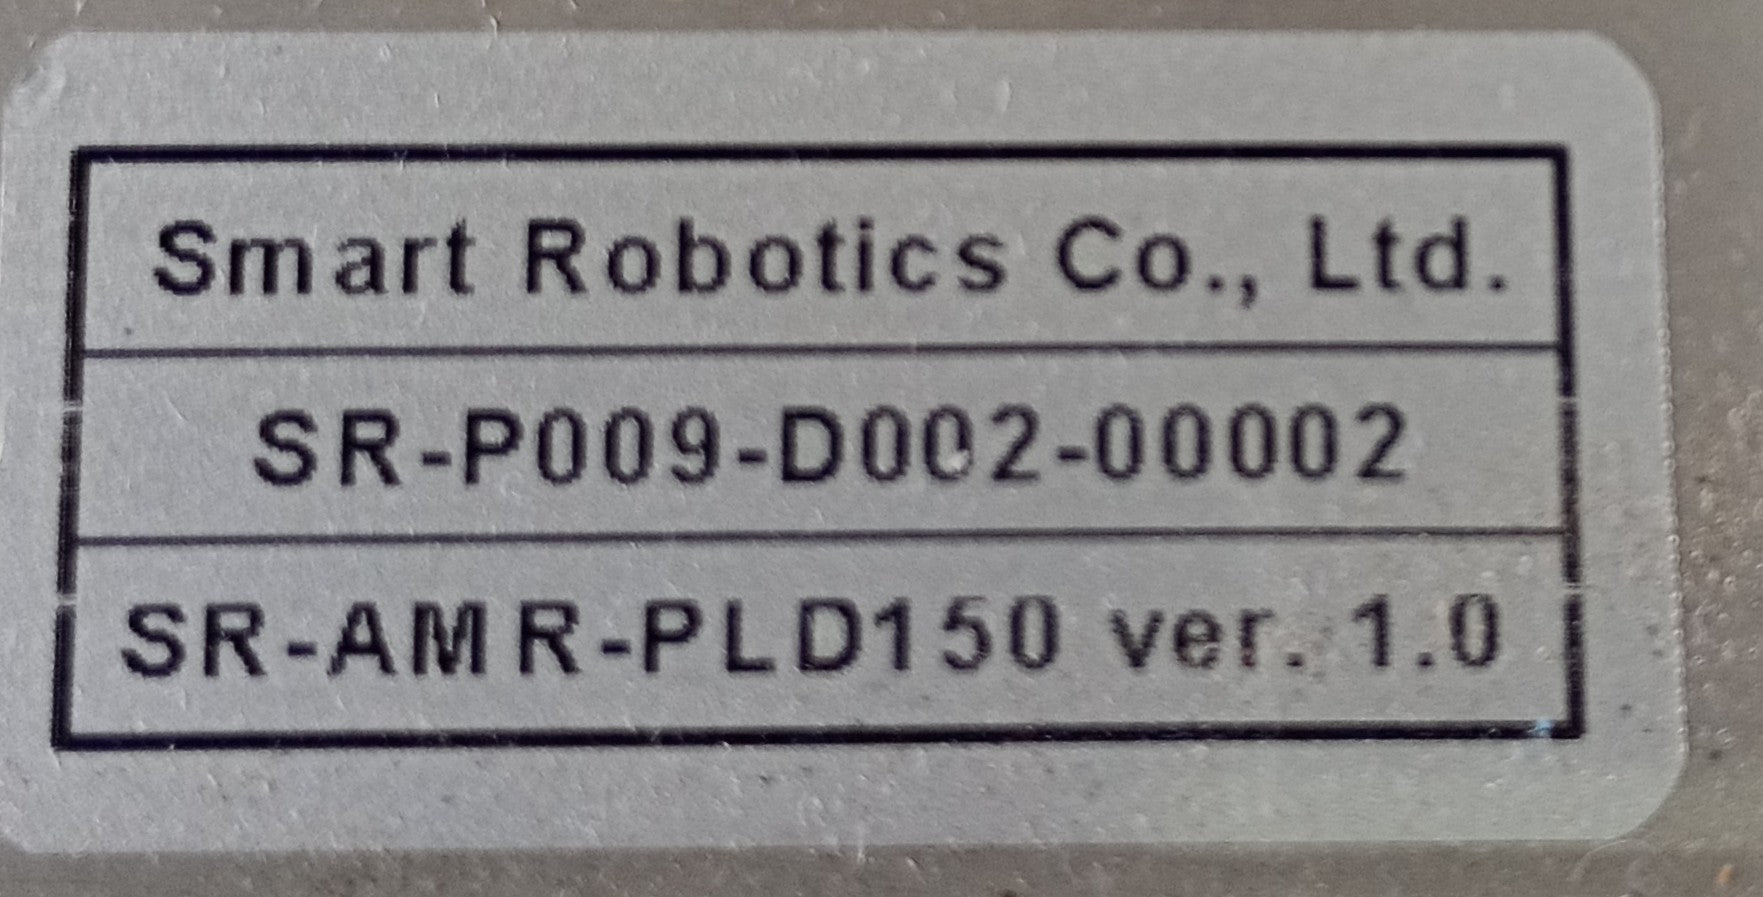 Smart Robotics Co., Ltd.
SR-P009-D002-00002
SR-AMR-PLD150 ver. 1.0